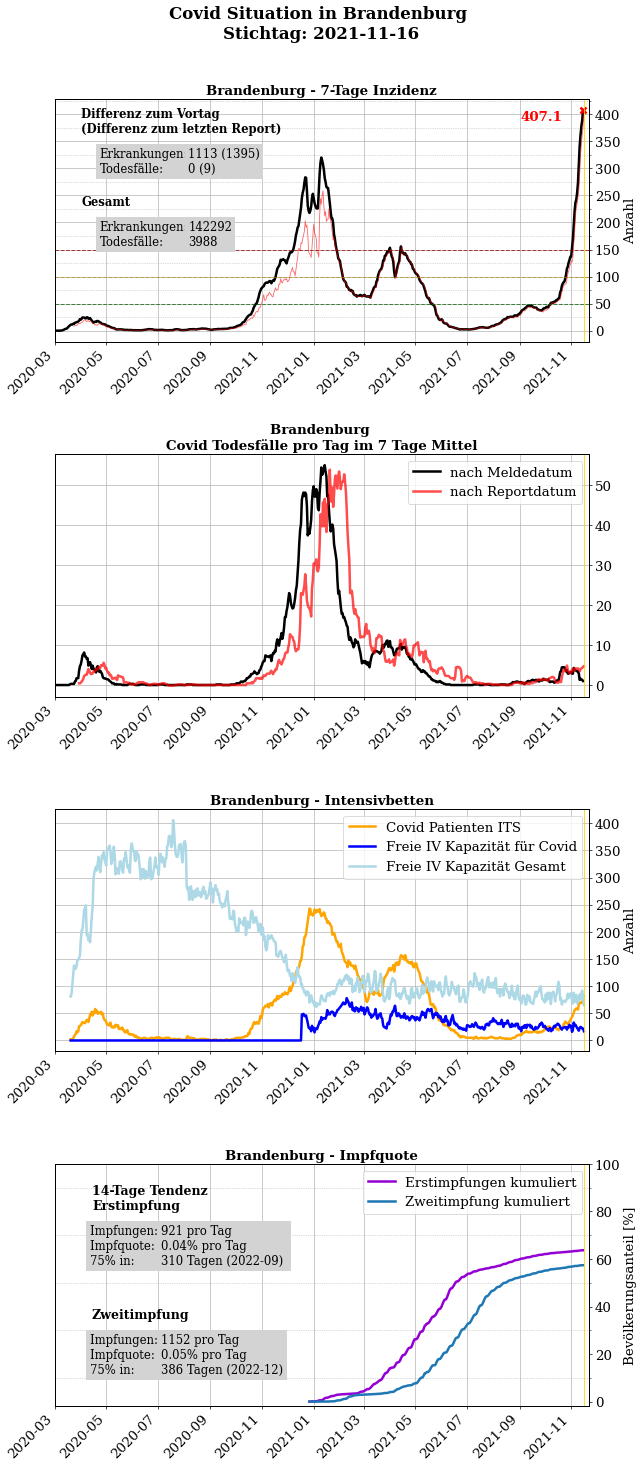 Covid Situation in Brandenburg
Stichtag: 2021-11-16
Brandenburg - 7-Tage Inzidenz
Differenz zum Vortag
(Differenz zum letzten Report)
Erkrankungen 1113 (1395)
Todesfälle: 0 (9)
Gesamt
Erkrankungen 142292
Todesfälle: 3988
407.1
400
350
300
250
200
150
100
50
0
Anzahl
2020-03
2020-05
2020-07
2020-09
2020-11
2021-01
2021-03
2021-05
2021-07
2021-09
2021-11
Brandenburg
Covid Todesfälle pro Tag im 7 Tage Mittel
nach Meldedatum
nach Reportdatum
50
40
30
20
10
0
2020-03
2020-05
2020-07
2020-09
2020-11
2021-01
2021-03
2021-05
2021-07
2021-09
2021-11
Brandenburg - Intensivbetten
Covid Patienten ITS
Freie IV Kapazität für Covid
Freie IV Kapazität Gesamt
400
350
300
250
200
150
100
50
0
Anzahl
2020-03
2020-05
2020-07
2020-09
2020-11
2021-01
2021-03
2021-05
2021-07
2021-09
2021-11
Brandenburg - Impfquote
14-Tage Tendenz
Erstimpfung
Impfungen: 921 pro Tag
Impfquote: 0.04% pro Tag
75% in: 310 Tagen (2022-09)
Zweitimpfung
Impfungen: 1152 pro Tag
Impfquote: 0.05% pro Tag
75% in: 386 Tagen (2022-12)
Erstimpfungen kumuliert
Zweitimpfung kumuliert
100
80
60
40
20
0
Bevölkerungsanteil [%]
2020-03
2020-05
2020-07
2020-09
2020-11
2021-01
2021-03
2021-05
2021-07
2021-09
2021-11